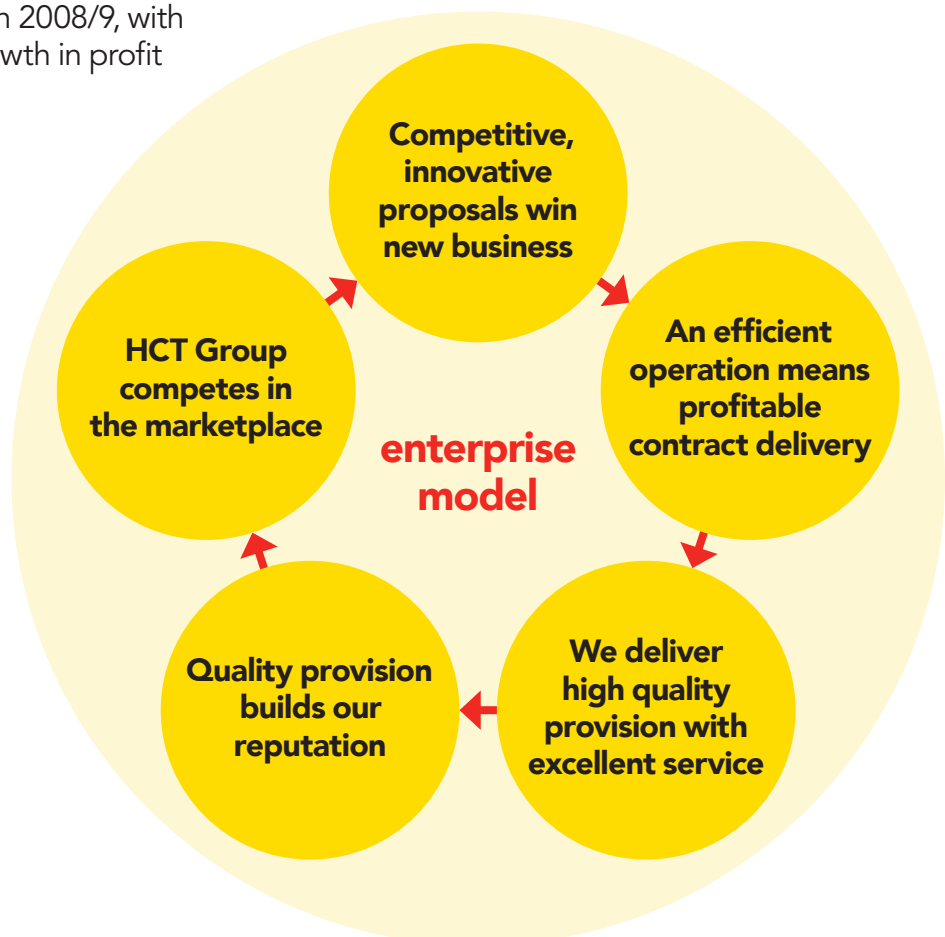 n 2008/9, with
wth in profit
Competitive,
innovative
proposals win
new business
An efficient
operation means
profitable
contract delivery
We deliver
high quality
provision with
excellent service
Quality provision
builds our
reputation
HCT Group
competes in
the marketplace
enterprise
model